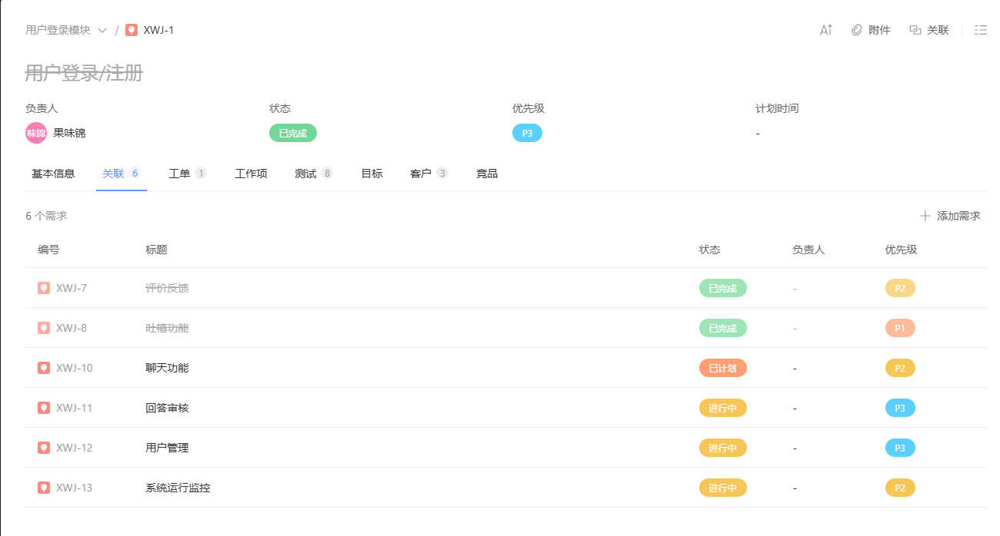 用户登录模块 / XWJ-1 附件 关联
用户登录/注册
负责人 状态 优先级 计划时间
味锦 果味锦 已完成 P3 -
基本信息 关联 6 工单 1 工作项 测试 8 目标 客户 3 竞品
6 个需求 添加需求
编号 标题 状态 负责人 优先级
XWJ-7 评价反馈 已完成 - P2
XWJ-8 吐槽功能 已完成 - P1
XWJ-10 聊天功能 已计划 - P2
XWJ-11 回答审核 进行中 - P3
XWJ-12 用户管理 进行中 - P3
XWJ-13 系统运行监控 进行中 - P2